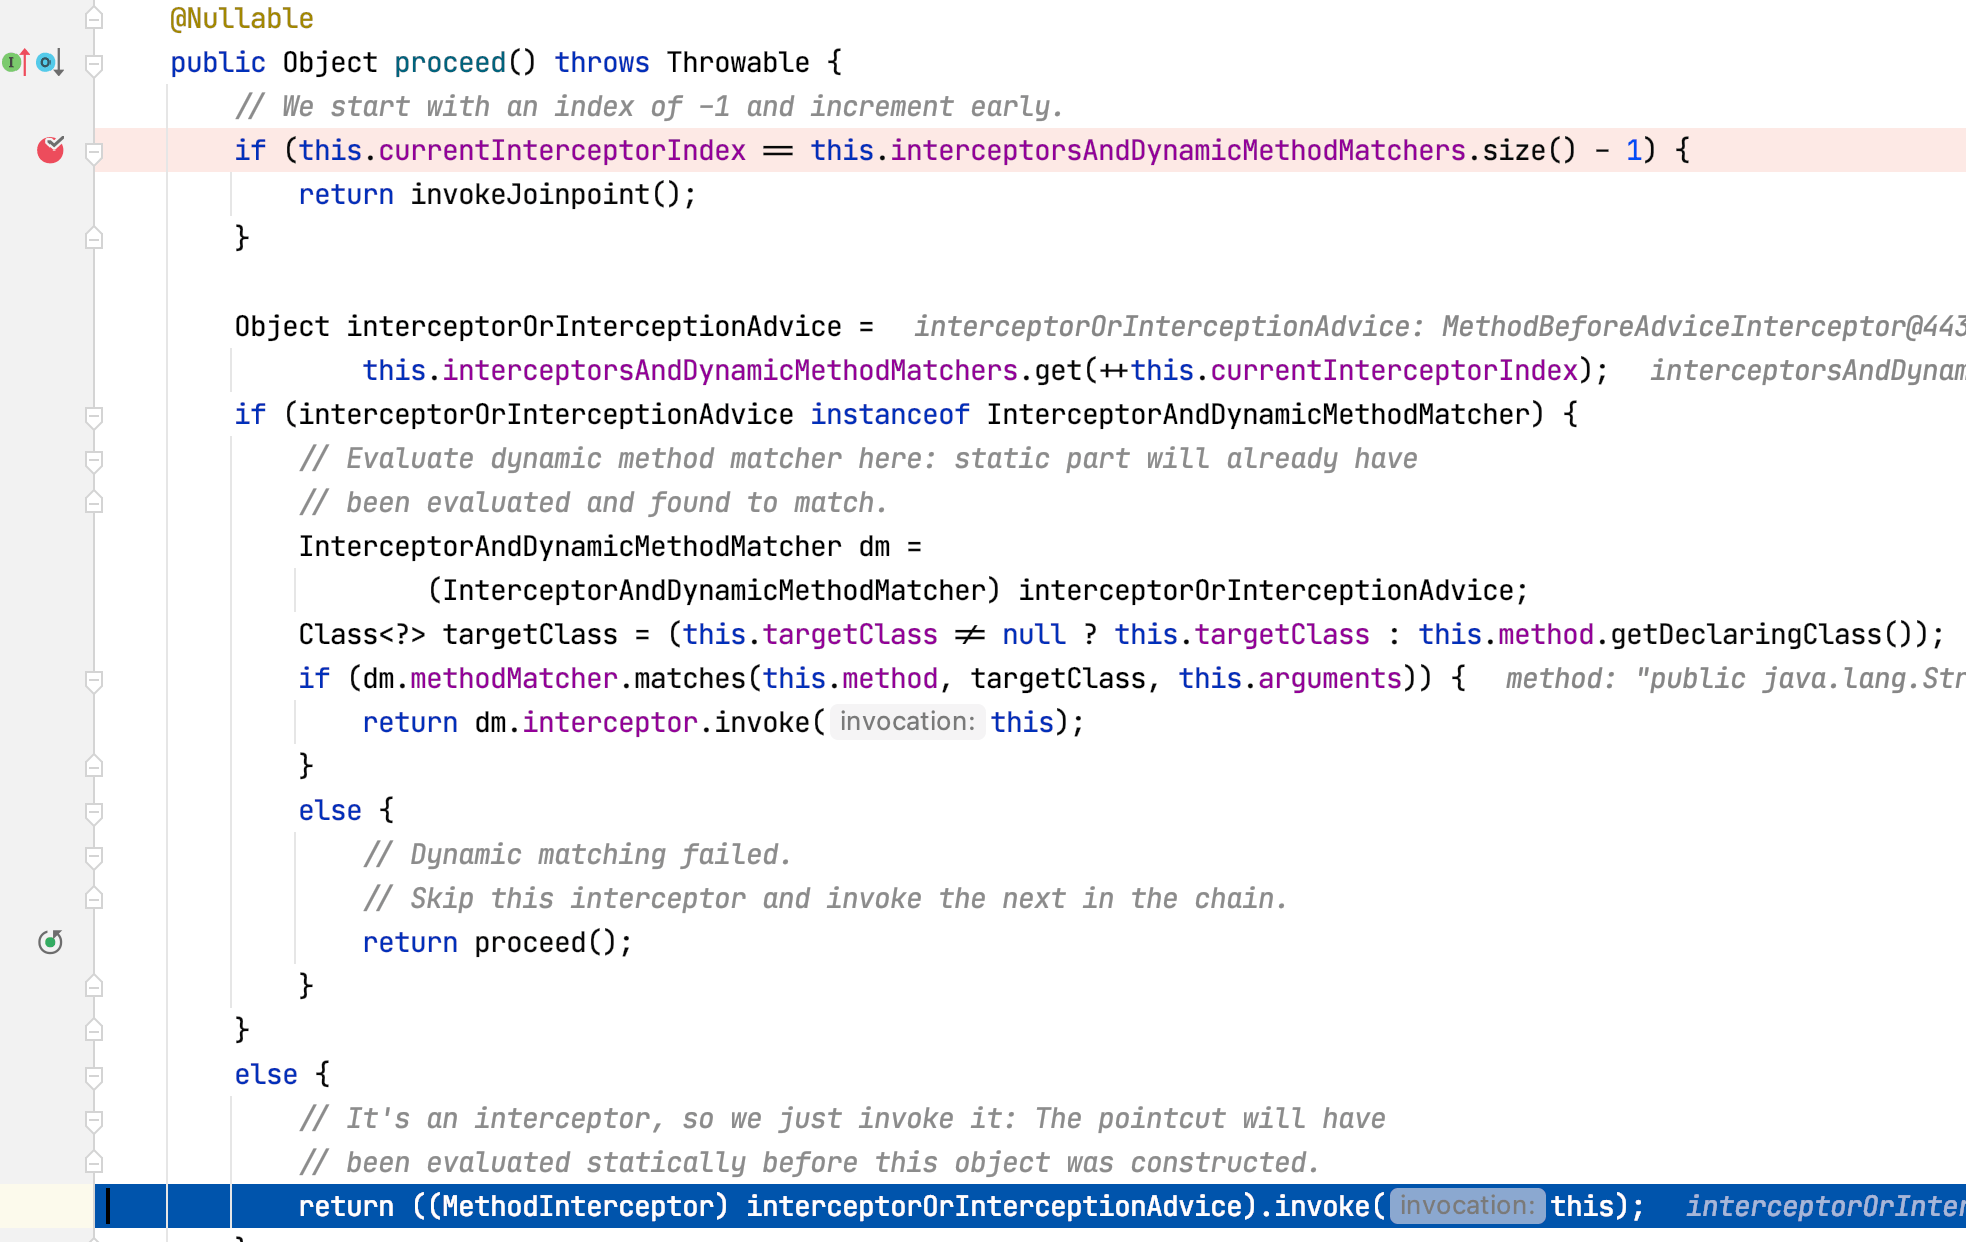 @Nullable
public Object proceed() throws Throwable {
// We start with an index of -1 and increment early.
if (this.currentInterceptorIndex == this.interceptorsAndDynamicMethodMatchers.size() - 1) {
return invokeJoinpoint();
}
Object interceptorOrInterceptionAdvice = interceptorOrInterceptionAdvice: MethodBeforeAdviceInterceptor@443
this.interceptorsAndDynamicMethodMatchers.get(++this.currentInterceptorIndex); interceptorsAndDynam
if (interceptorOrInterceptionAdvice instanceof InterceptorAndDynamicMethodMatcher) {
// Evaluate dynamic method matcher here: static part will already have
// been evaluated and found to match.
InterceptorAndDynamicMethodMatcher dm =
(InterceptorAndDynamicMethodMatcher) interceptorOrInterceptionAdvice;
Class<?> targetClass = (this.targetClass != null ? this.targetClass : this.method.getDeclaringClass());
if (dm.methodMatcher.matches(this.method, targetClass, this.arguments)) { method: "public java.lang.Str
return dm.interceptor.invoke( invocation: this);
}
else {
// Dynamic matching failed.
// Skip this interceptor and invoke the next in the chain.
return proceed();
}
}
else {
// It's an interceptor, so we just invoke it: The pointcut will have
// been evaluated statically before this object was constructed.
return ((MethodInterceptor) interceptorOrInterceptionAdvice).invoke( invocation: this); interceptorOrInter